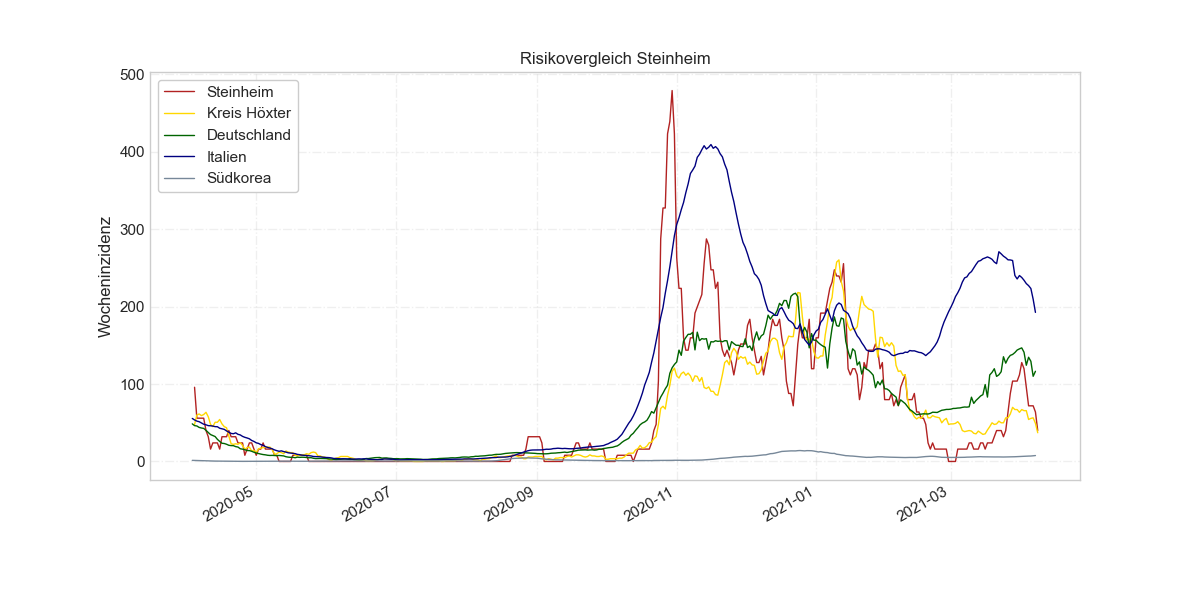 Risikovergleich Steinheim
Wocheninzidenz
500
400
300
200
100
0
Steinheim
Kreis Höxter
Deutschland
Italien
Südkorea
2020-05
2020-07
2020-09
2020-11
2021-01
2021-03